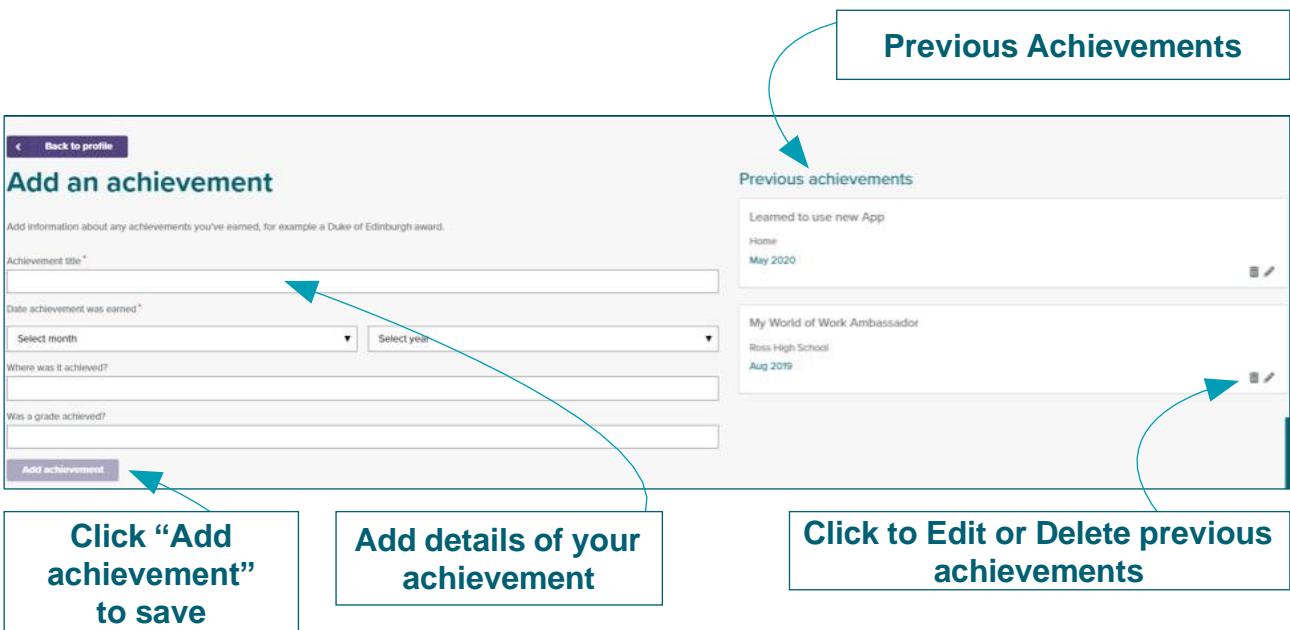 Previous Achievements
Back to profile
Add an achievement
Add information about any achievements you've earned, for example a Duke of Edinburgh award.
Achievement title *
Date achievement was earned *
Select month
Select year
Where was it achieved?
Was a grade achieved?
Add achievement
Previous achievements
Learned to use new App
Home
May 2020
My World of Work Ambassador
Ross High School
Aug 2019
Click “Add
achievement”
to save
Add details of your
achievement
Click to Edit or Delete previous
achievements